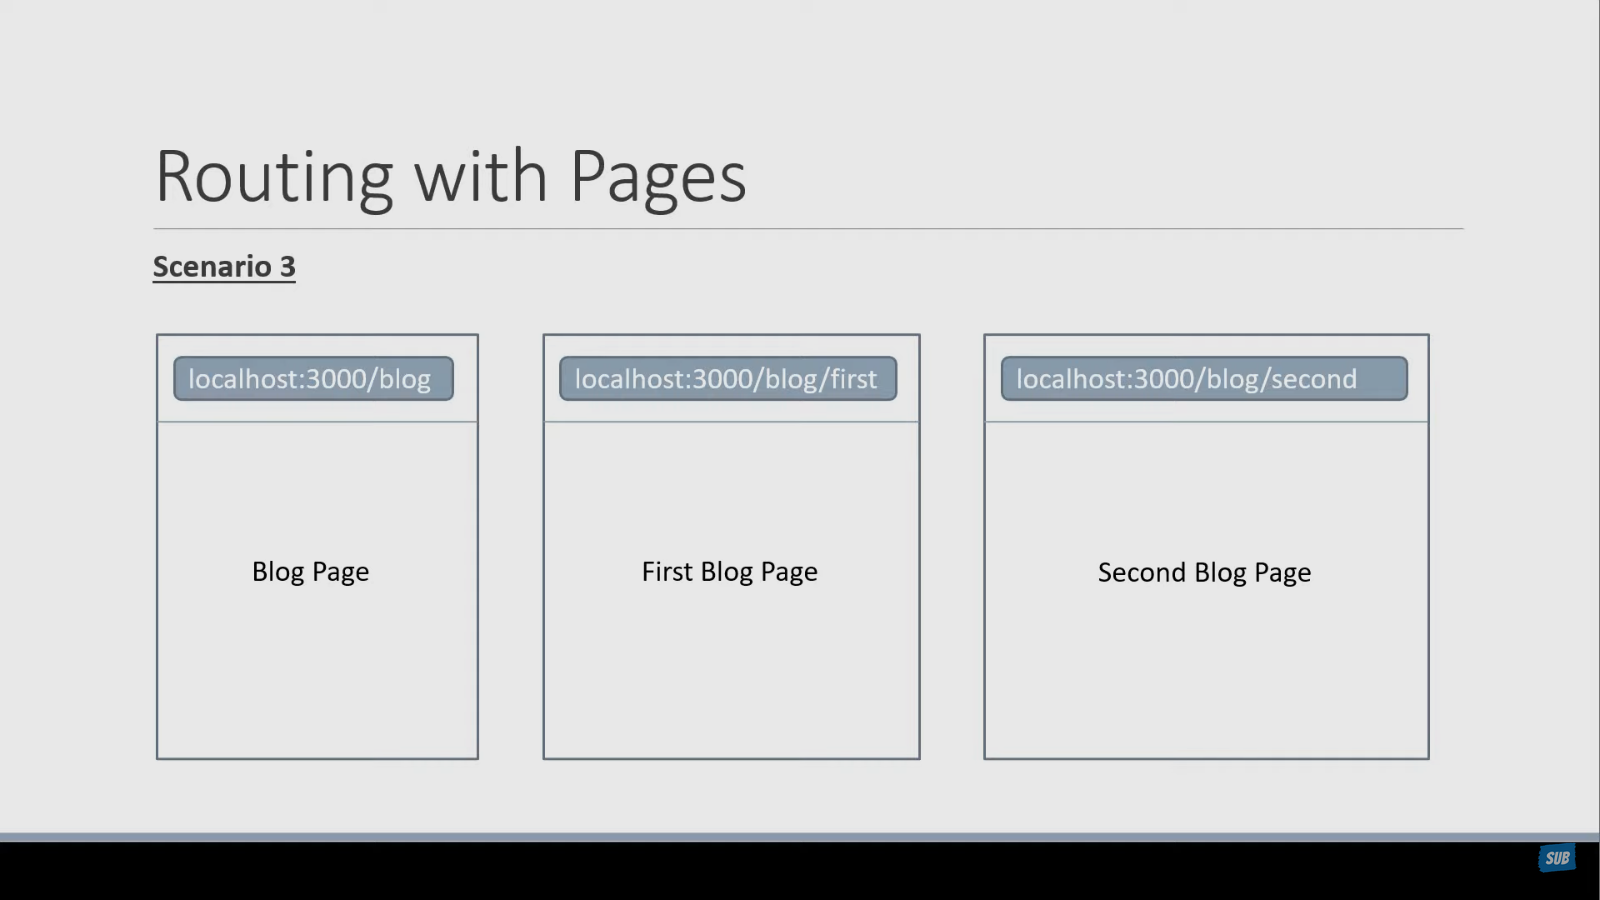 Routing with Pages
Scenario 3
localhost:3000/blog
Blog Page
localhost:3000/blog/first
First Blog Page
localhost:3000/blog/second
Second Blog Page
SUB